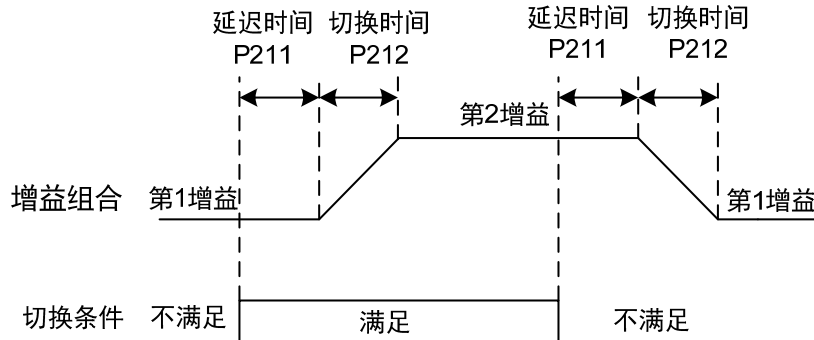 延迟时间 切换时间 延迟时间 切换时间
P211 P212 P211 P212
第2增益
增益组合 第1增益 第1增益
切换条件 不满足 满足 不满足